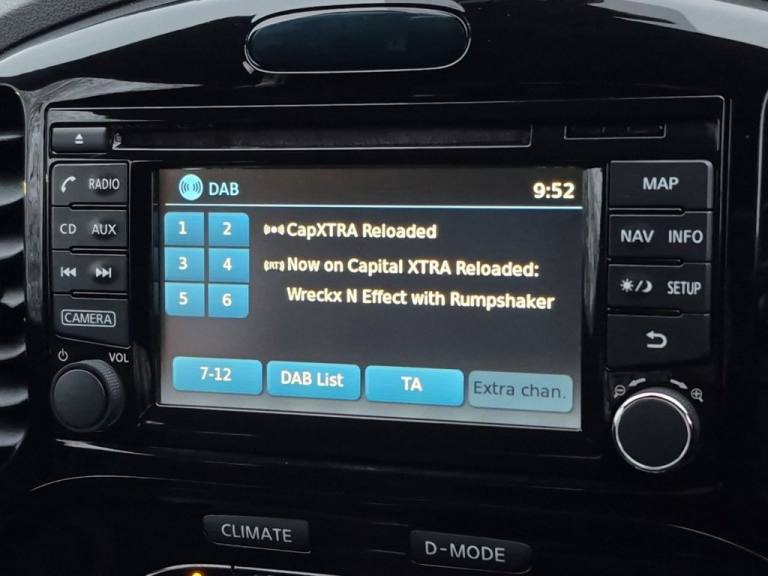 DAB 9:52
1 2
CapXTRA Reloaded
3 4
RT Now on Capital XTRA Reloaded:
5 6
Wreckx N Effect with Rumpshaker
7-12 DAB List TA Extra chan.
RADIO
CD AUX
CAMERA
VOL
MAP
NAV INFO
SETUP
CLIMATE
D-MODE